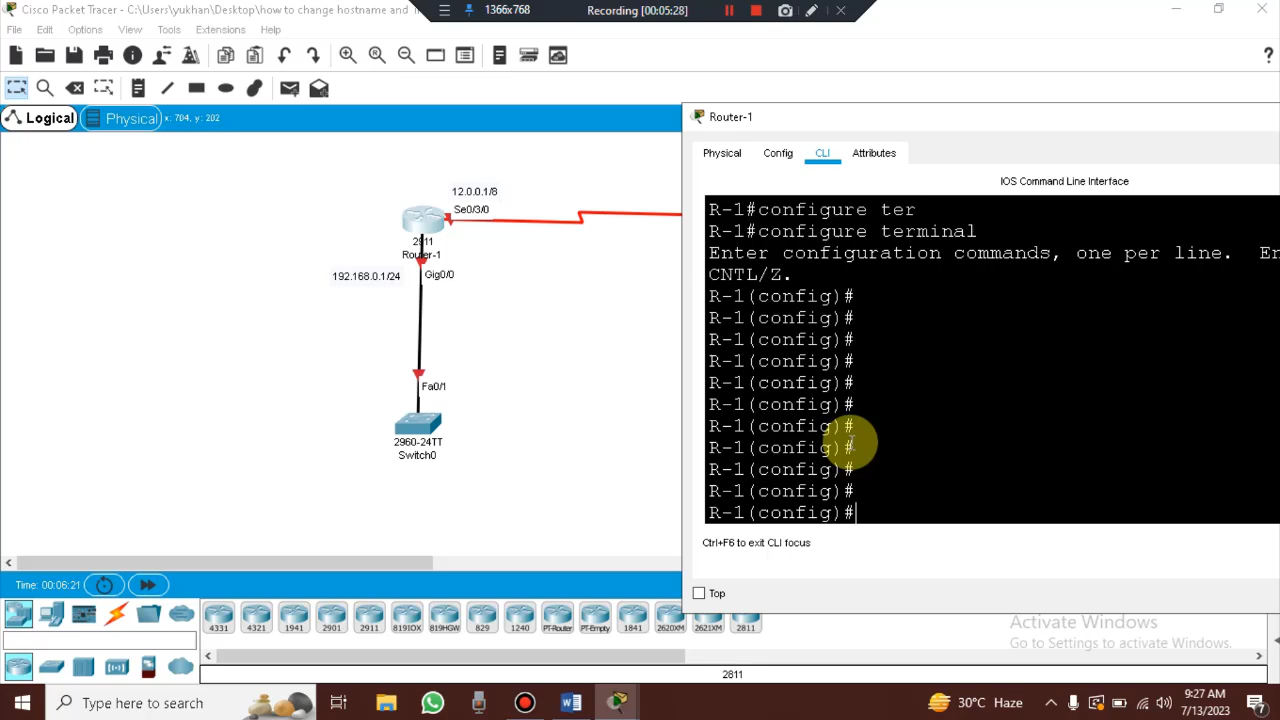 Cisco Packet Tracer - C:\Users\yukhan\Desktop\how to change hostname and
1366x768
Recording [00:05:28]
File Edit Options View Tools Extensions Help
?
Logical
Physical
x: 704, y: 202
Router-1
Physical
Config
CLI
Attributes
IOS Command Line Interface
R-1#configure ter
R-1#configure terminal
Enter configuration commands, one per line. En
CNTL/Z.
R-1(config)#
R-1(config)#
R-1(config)#
R-1(config)#
R-1(config)#
R-1(config)#
R-1(config)#
R-1(config)#
R-1(config)#
R-1(config)#
R-1(config)#
Ctrl+F6 to exit CLI focus
Top
12.0.0.1/8
Se0/3/0
2911
Router-1
192.168.0.1/24
Gig0/0
Fa0/1
2960-24TT
Switch0
Time: 00:06:21
4331 4321 1941 2901 2911 819IOX 819HGW 829 1240 PT-Router PT-Empty 1841 2620XM 2621XM 2811
2811
Activate Windows
Go to Settings to activate Windows.
Type here to search
30°C Haze
9:27 AM
7/13/2023
7